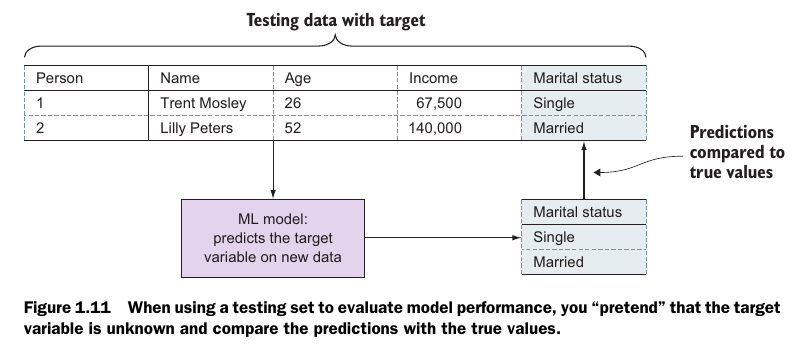 Testing data with target
Person Name Age Income Marital status
1 Trent Mosley 26 67,500 Single
2 Lilly Peters 52 140,000 Married
Predictions
compared to
true values
ML model:
predicts the target
variable on new data
Marital status
Single
Married
Figure 1.11 When using a testing set to evaluate model performance, you “pretend” that the target
variable is unknown and compare the predictions with the true values.